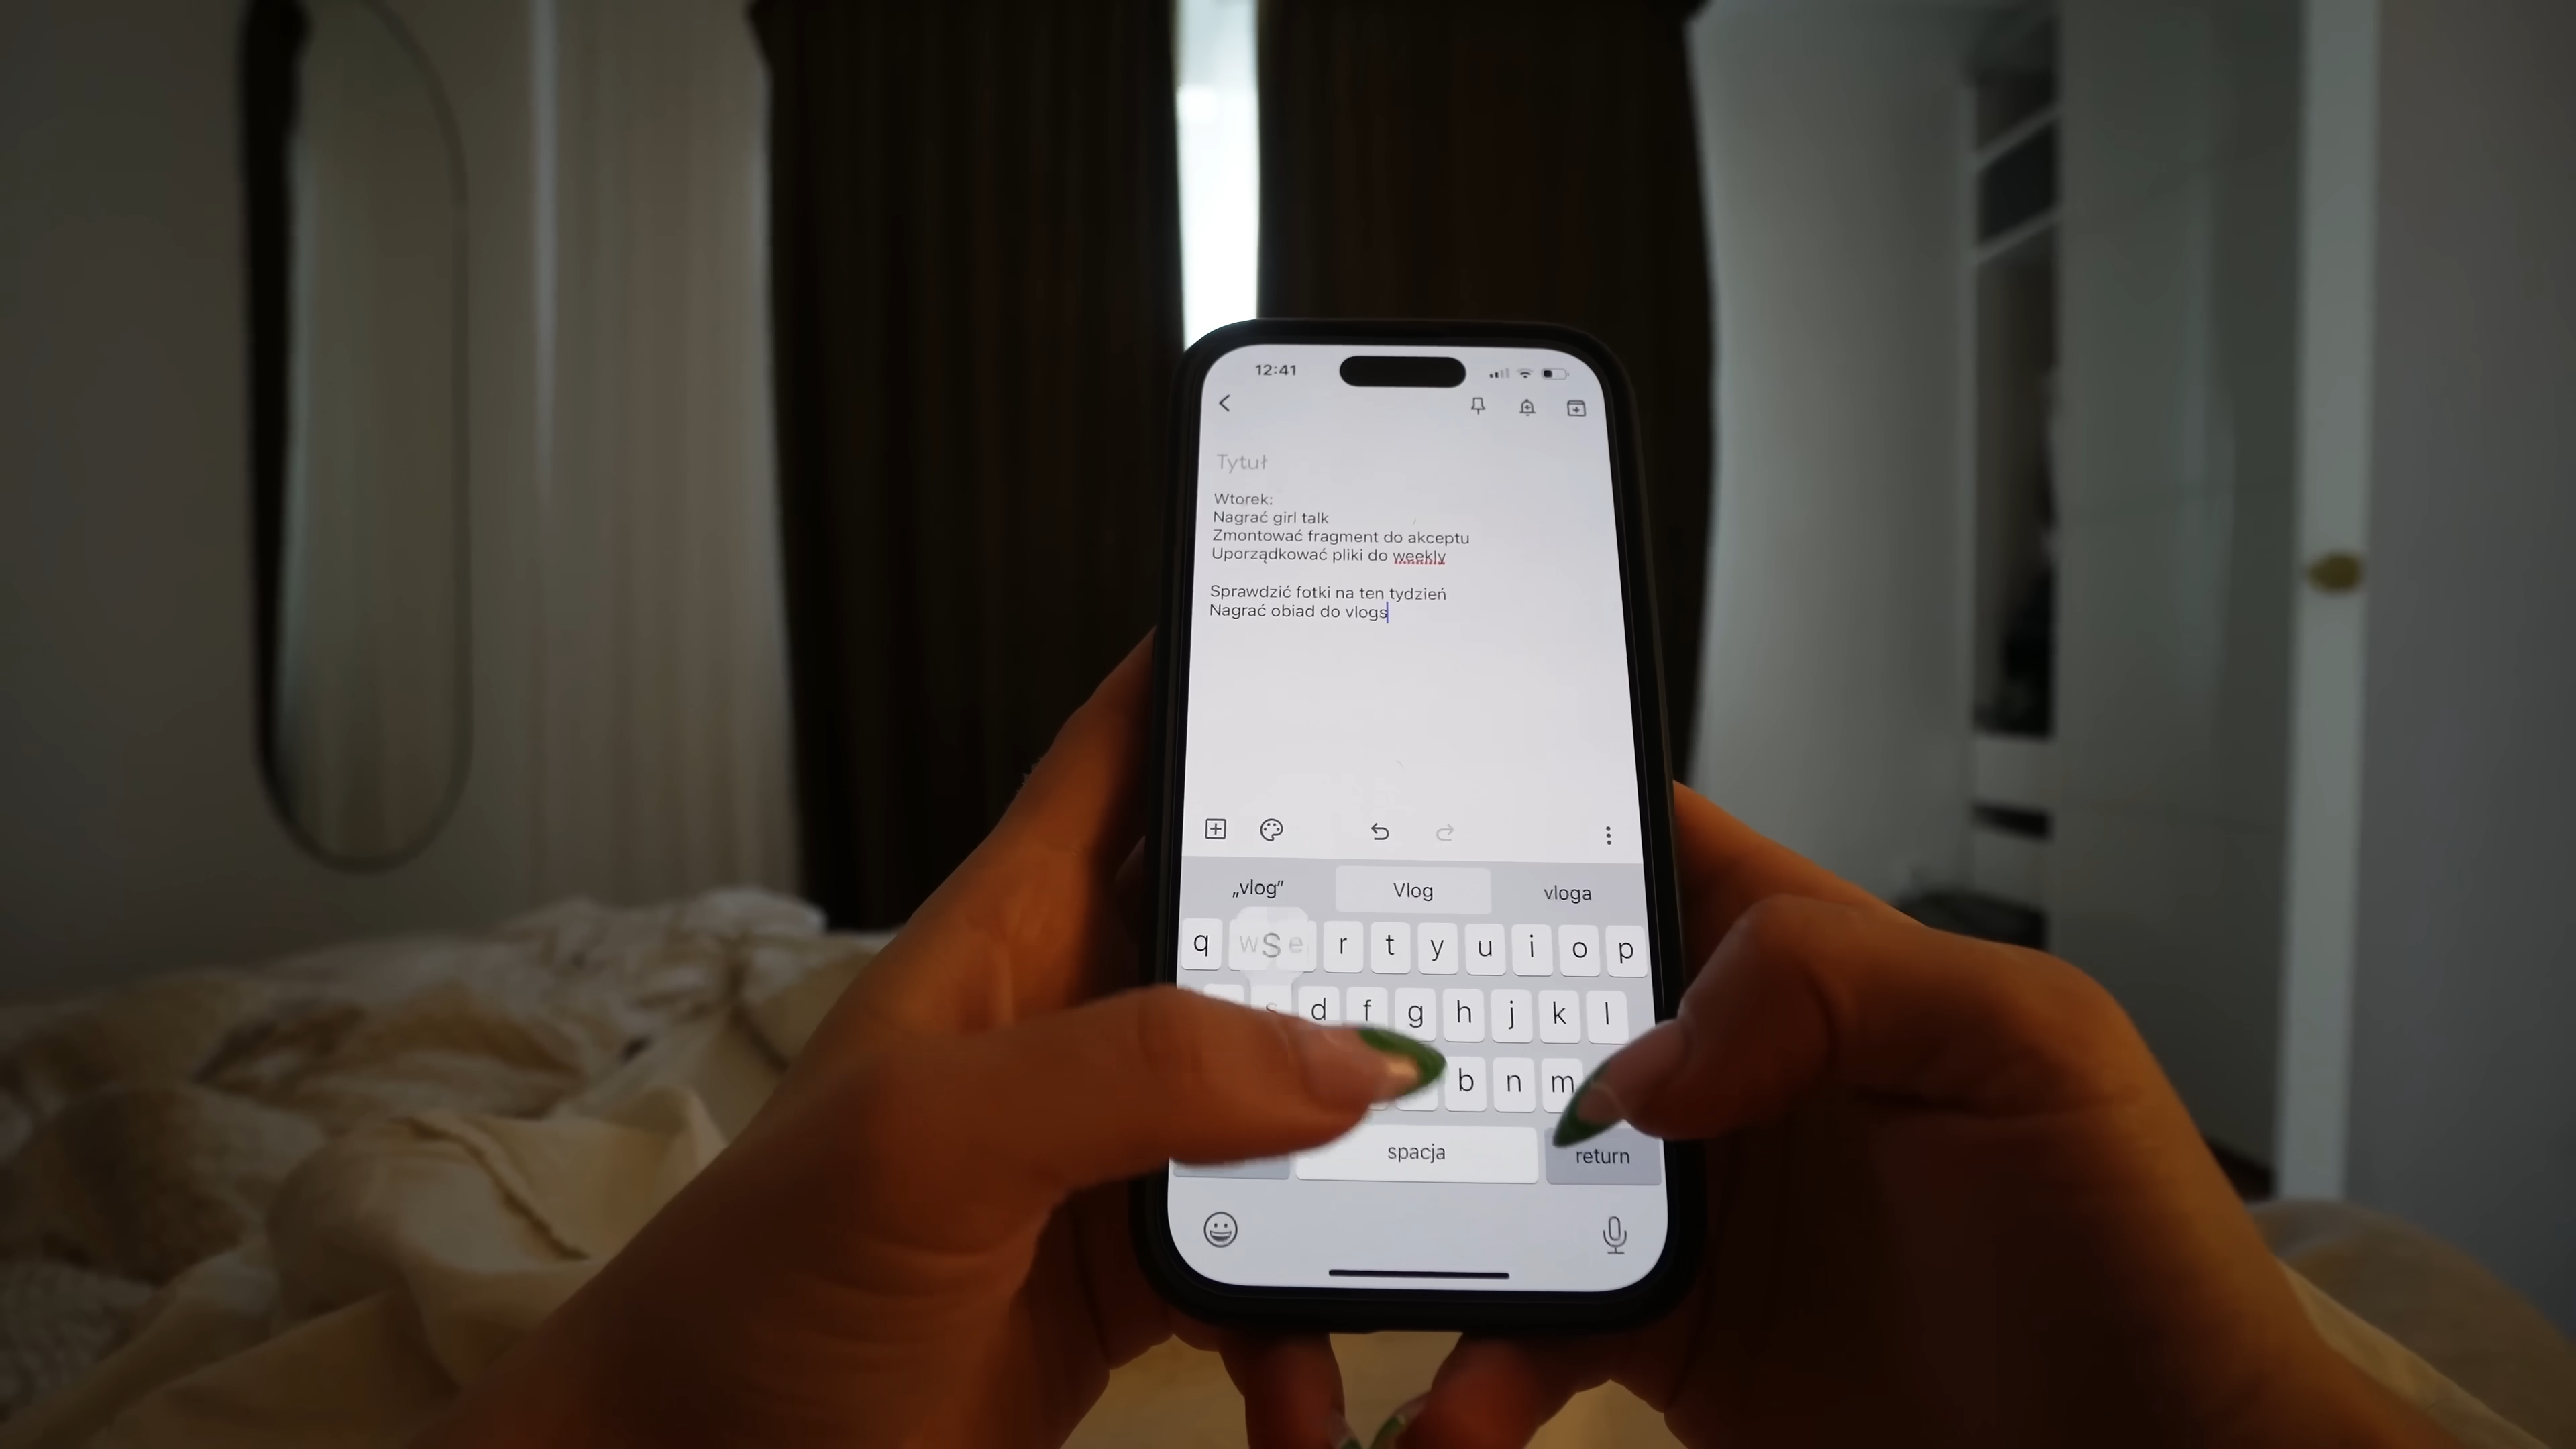 12:41
Tytuł
Wtorek:
Nagrać girl talk
Zmontować fragment do akceptu
Uporządkować pliki do weekly
Sprawdzić fotki na ten tydzień
Nagrać obiad do vlogs
„vlog” Vlog vloga
q w S e r t y u i o p
s d f g h j k l
b n m
spacja return